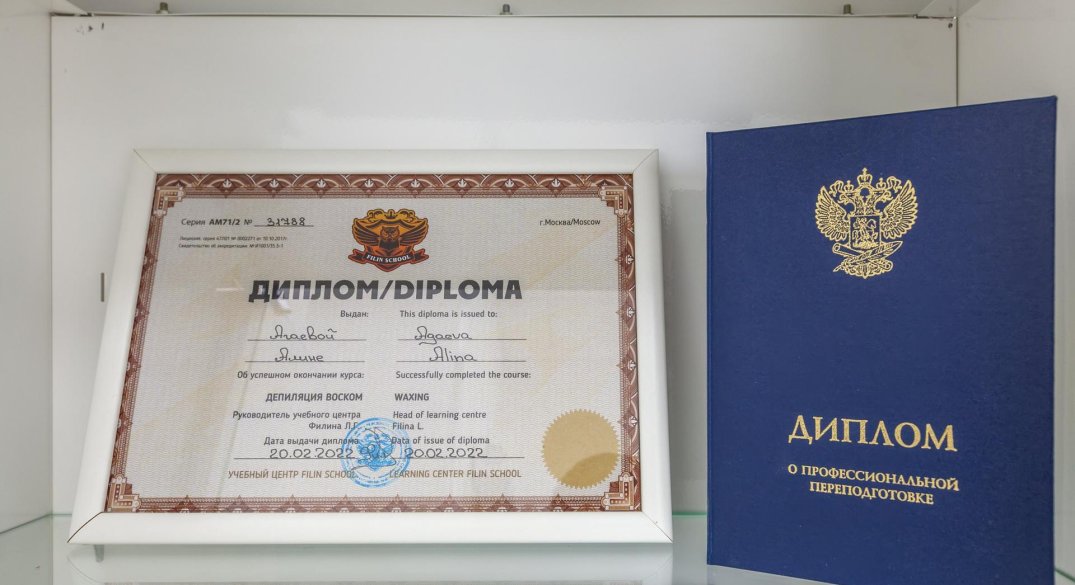 Серия АМ71/2 № 31788
г.Москва/Moscow
FILIN SCHOOL
ДИПЛОМ/DIPLOMA
Выдан: This diploma is issued to:
Агаевой Agaeva
Алине Alina
Об успешном окончании курса: Successfully completed the course:
ДЕПИЛЯЦИЯ ВОСКОМ WAXING
Руководитель учебного центра Head of learning centre
Филина Л.Г. Filina L.
Дата выдачи диплома Data of issue of diploma
20.02.2022 20.02.2022
УЧЕБНЫЙ ЦЕНТР FILIN SCHOOL LEARNING CENTER FILIN SCHOOL
ДИПЛОМ
О ПРОФЕССИОНАЛЬНОЙ
ПЕРЕПОДГОТОВКЕ